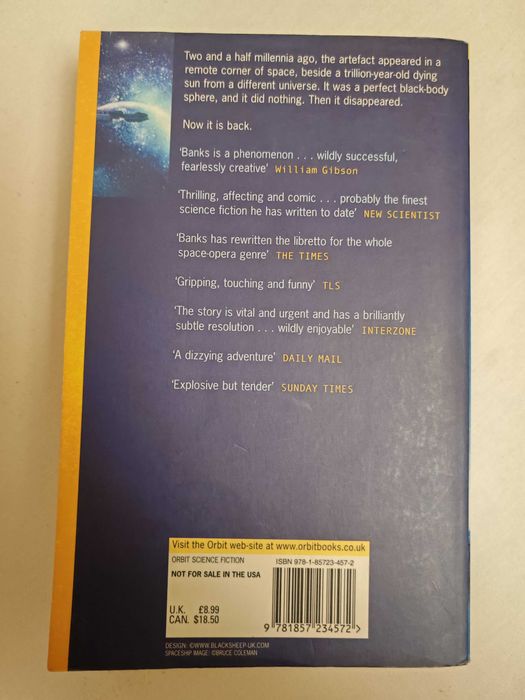 Two and a half millennia ago, the artefact appeared in a
remote corner of space, beside a trillion-year-old dying
sun from a different universe. It was a perfect black-body
sphere, and it did nothing. Then it disappeared.
Now it is back.
‘Banks is a phenomenon . . . wildly successful,
fearlessly creative’ William Gibson
‘Thrilling, affecting and comic . . . probably the finest
science fiction he has written to date’ NEW SCIENTIST
‘Banks has rewritten the libretto for the whole
space-opera genre’ THE TIMES
‘Gripping, touching and funny’ TLS
‘The story is vital and urgent and has a brilliantly
subtle resolution . . . wildly enjoyable’ INTERZONE
‘A dizzying adventure’ DAILY MAIL
‘Explosive but tender’ SUNDAY TIMES
Visit the Orbit web-site at www.orbitbooks.co.uk
ORBIT SCIENCE FICTION
NOT FOR SALE IN THE USA
U.K. £8.99
CAN. $18.50
ISBN 978-1-85723-457-2
9 781857 234572 >
DESIGN: ©WWW.BLACKSHEEP-UK.COM
SPACESHIP IMAGE: ©BRUCE COLEMAN